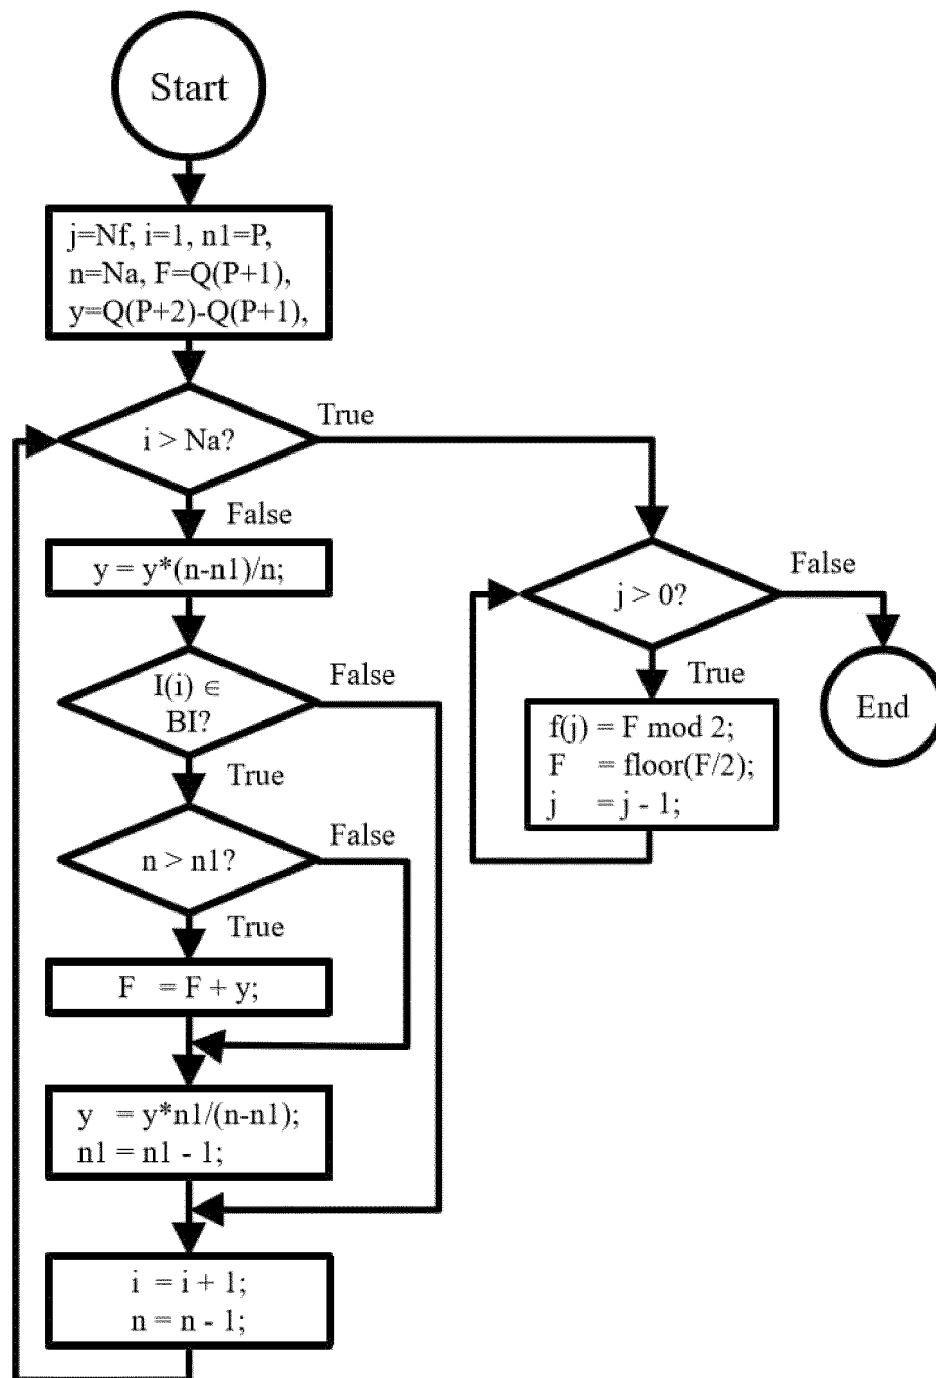 Start
j=Nf, i=1, n1=P,
n=Na, F=Q(P+1),
y=Q(P+2)-Q(P+1),
i > Na?
True
False
y = y*(n-n1)/n;
I(i) ∈
BI?
False
True
n > n1?
False
True
F = F + y;
y = y*n1/(n-n1);
n1 = n1 - 1;
i = i + 1;
n = n - 1;
j > 0?
False
True
f(j) = F mod 2;
F = floor(F/2);
j = j - 1;
End